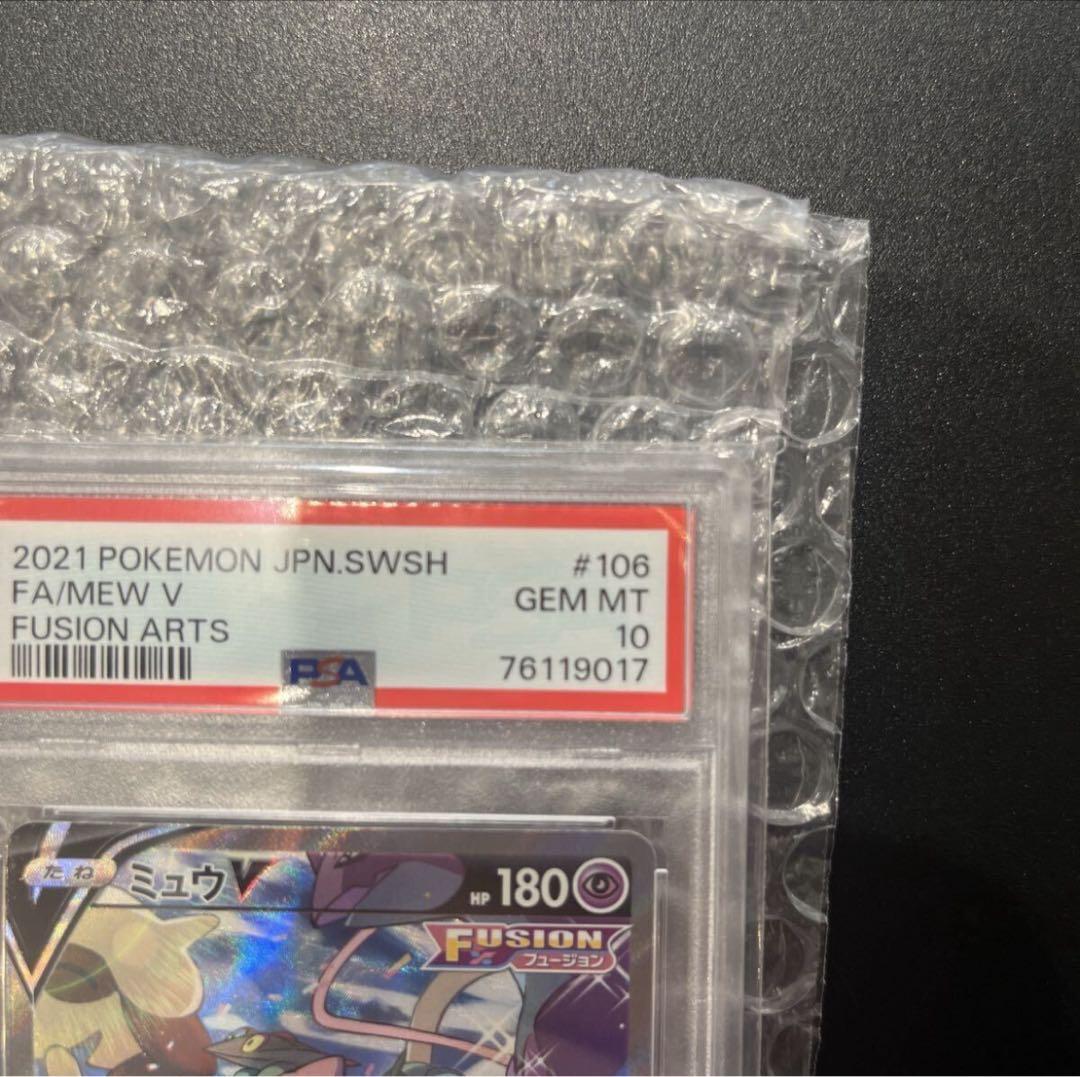 2021 POKEMON JPN.SWSH #106
FA/MEW V GEM MT
FUSION ARTS 10
PSA 76119017
たね ミュウV HP 180
FUSION
フュージョン